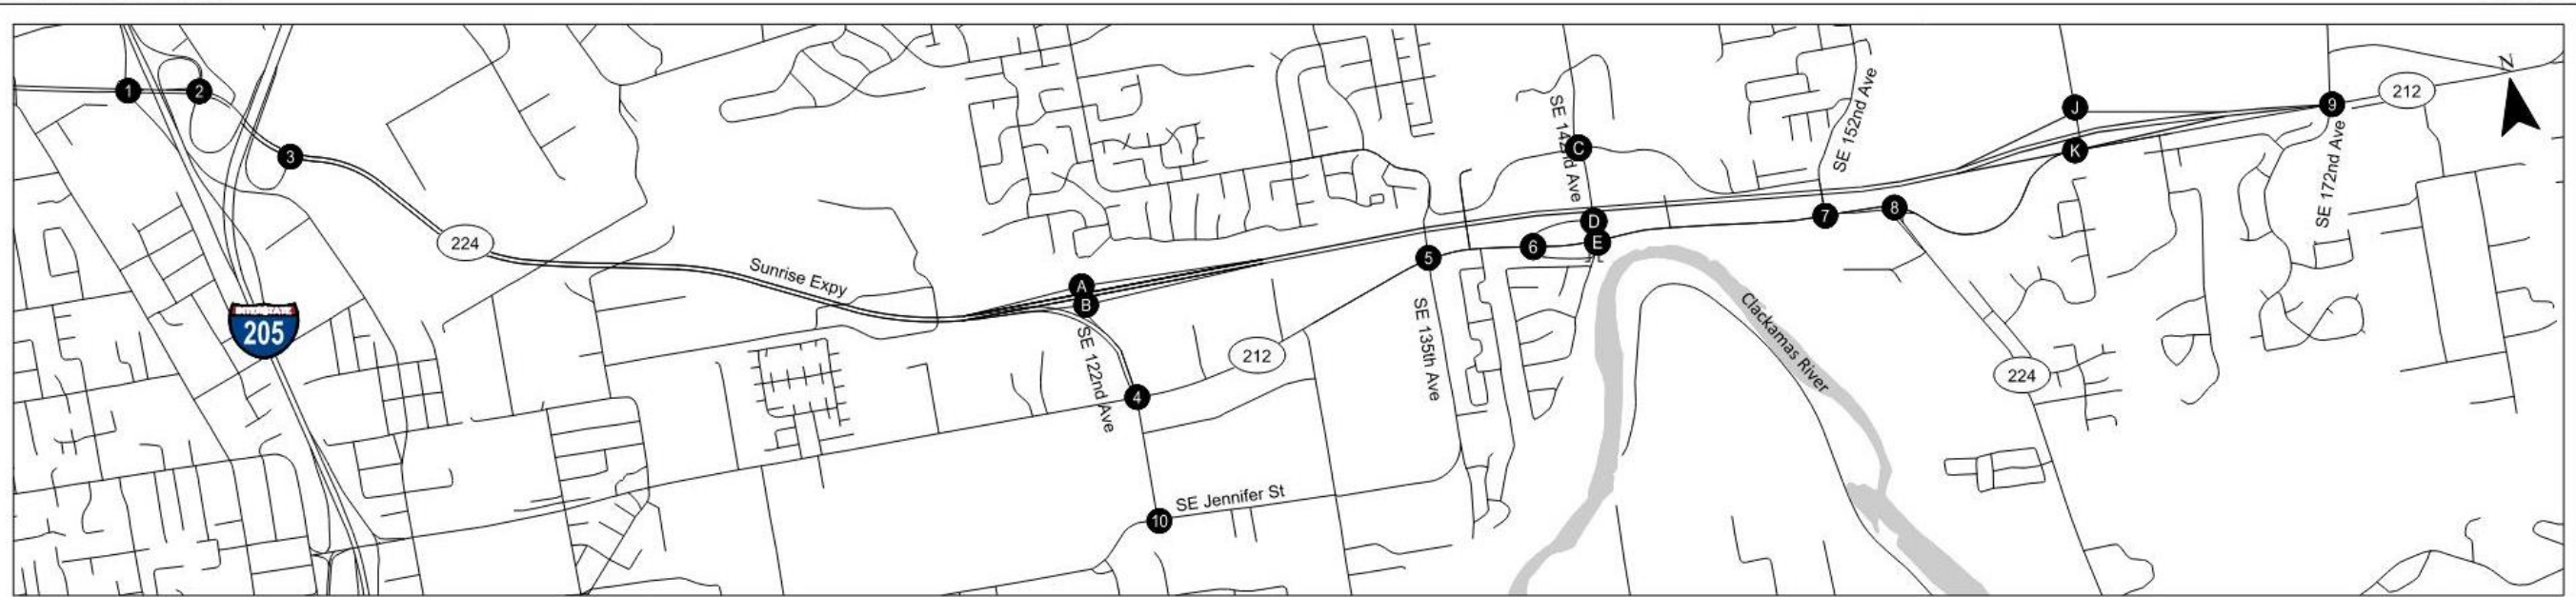 1
2
3
224
Sunrise Expy
INTERSTATE
205
A
B
SE 122nd Ave
4
212
10
SE Jennifer St
5
SE 135th Ave
6
SE 142nd Ave
C
D
E
7
SE 152nd Ave
8
Clackamas River
224
J
K
9
SE 172nd Ave
212
N